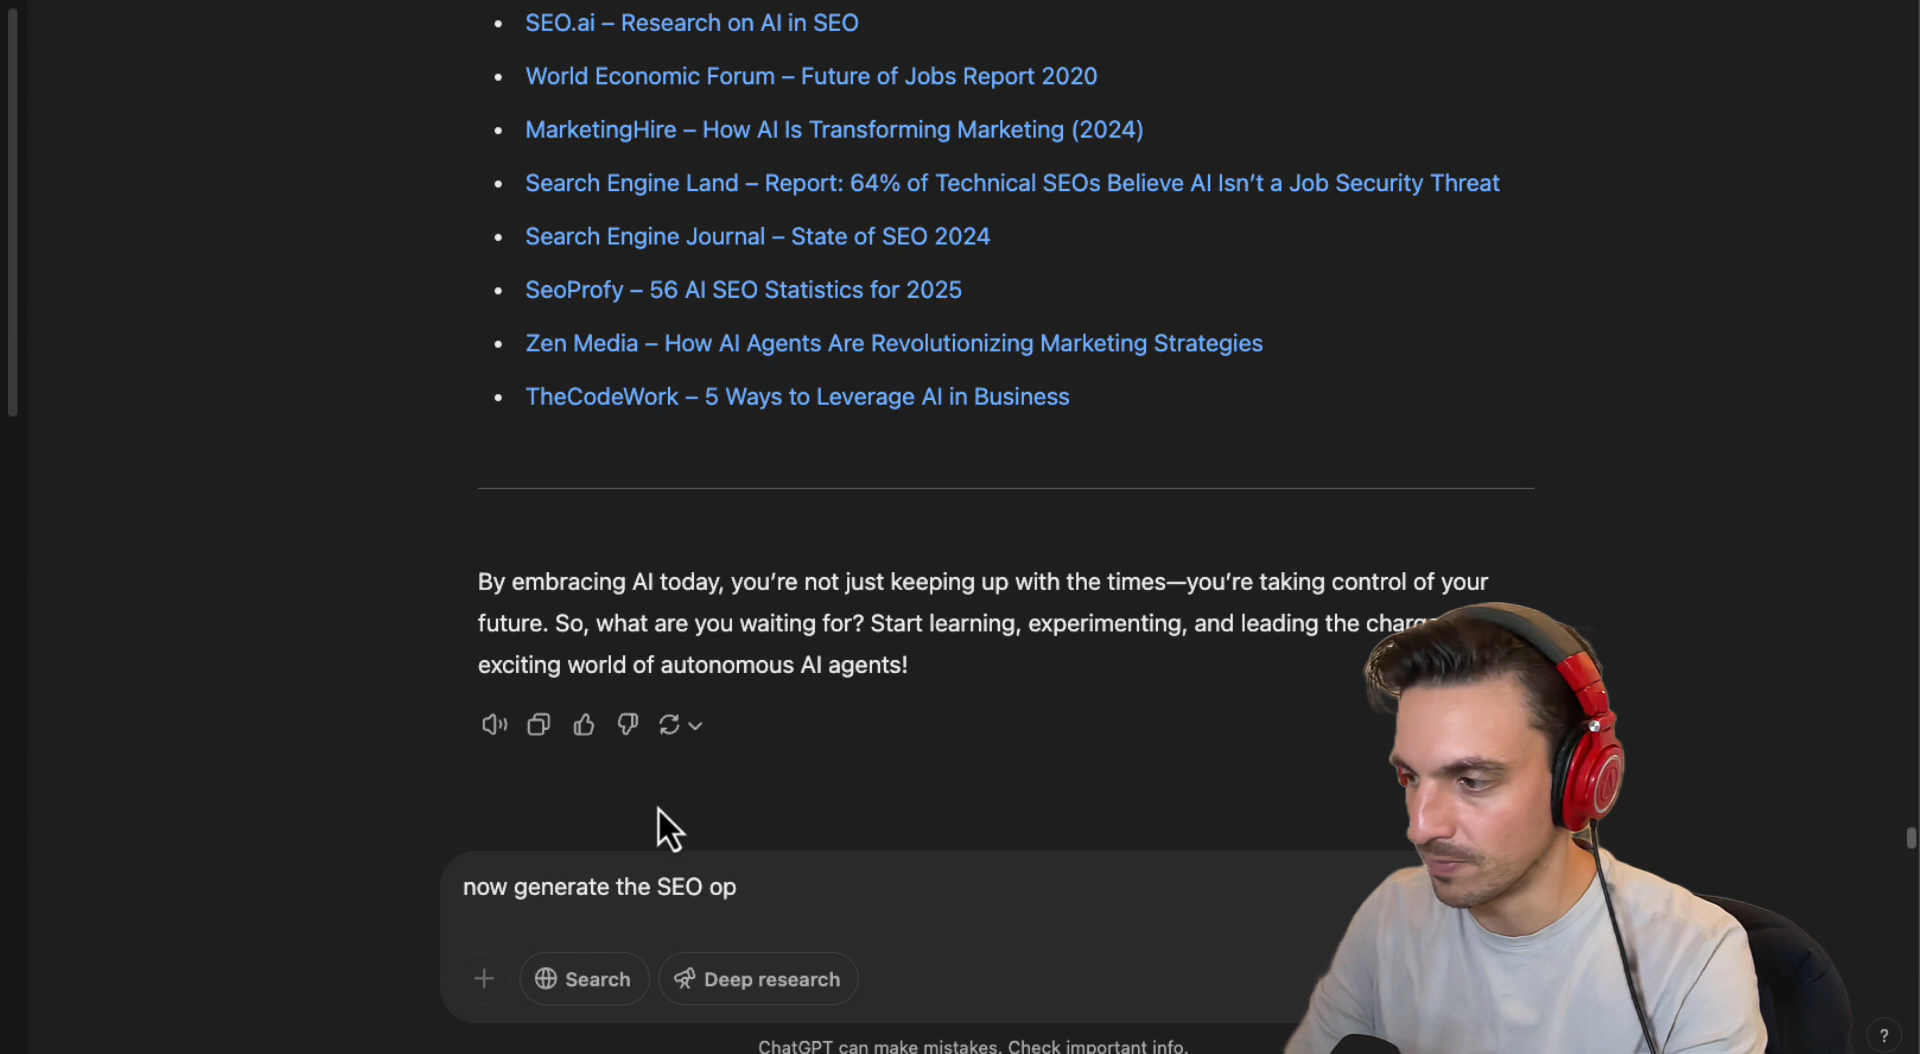 SEO.ai – Research on AI in SEO
World Economic Forum – Future of Jobs Report 2020
MarketingHire – How AI Is Transforming Marketing (2024)
Search Engine Land – Report: 64% of Technical SEOs Believe AI Isn’t a Job Security Threat
Search Engine Journal – State of SEO 2024
SeoProfy – 56 AI SEO Statistics for 2025
Zen Media – How AI Agents Are Revolutionizing Marketing Strategies
TheCodeWork – 5 Ways to Leverage AI in Business
By embracing AI today, you’re not just keeping up with the times—you’re taking control of your
future. So, what are you waiting for? Start learning, experimenting, and leading the
exciting world of autonomous AI agents!
now generate the SEO op
Search
Deep research
ChatGPT can make mistakes. Check important info.
?